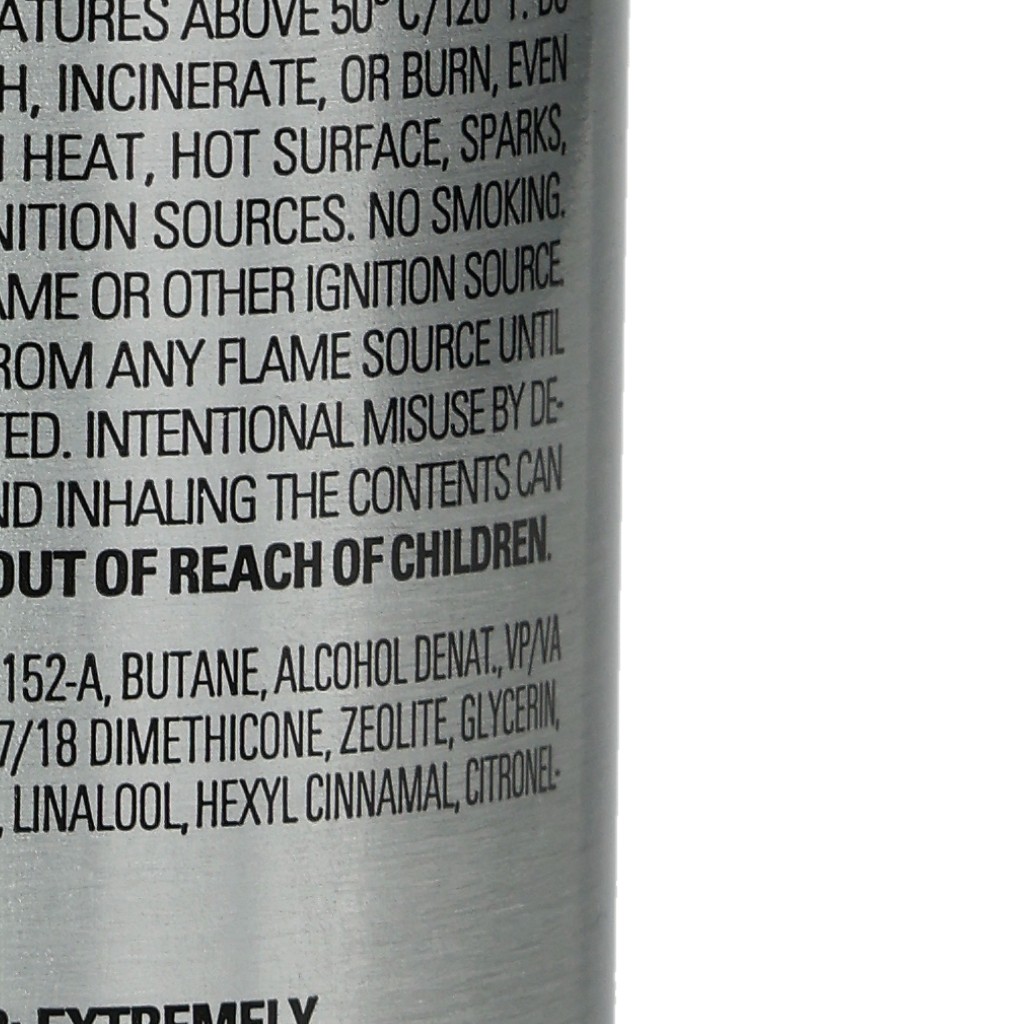 ATURES ABOVE 50° C/120° F. DO
H, INCINERATE, OR BURN, EVEN
HEAT, HOT SURFACE, SPARKS,
NITION SOURCES. NO SMOKING.
AME OR OTHER IGNITION SOURCE.
ROM ANY FLAME SOURCE UNTIL
TED. INTENTIONAL MISUSE BY DE-
ND INHALING THE CONTENTS CAN
OUT OF REACH OF CHILDREN.
152-A, BUTANE, ALCOHOL DENAT., VP/VA
7/18 DIMETHICONE, ZEOLITE, GLYCERIN,
, LINALOOL, HEXYL CINNAMAL, CITRONEL-
EXTREMELY